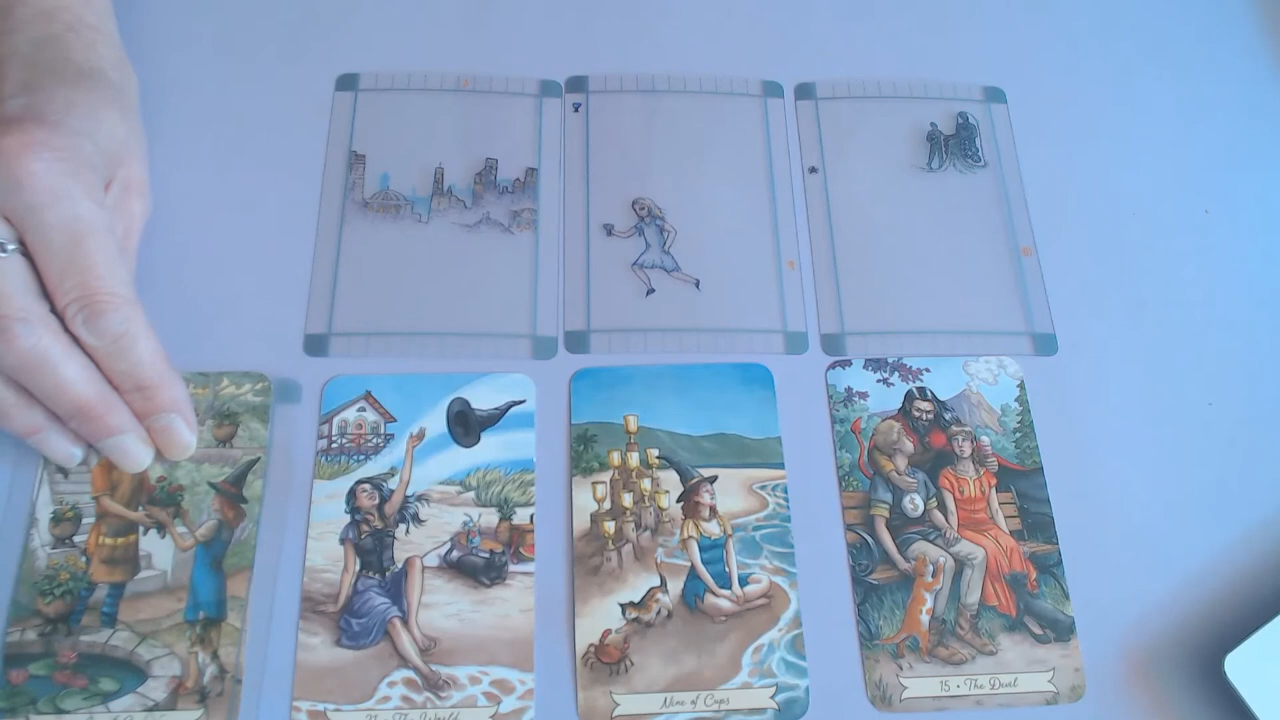 21 • The World
Nine of Cups
15 • The Devil